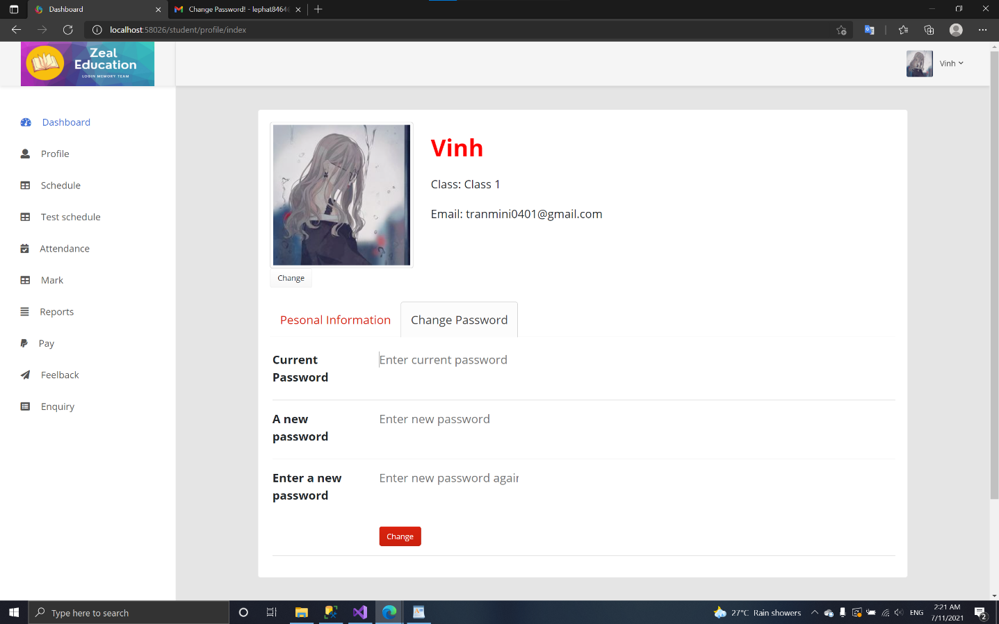 Dashboard
Change Password! - lephat8464
localhost:58026/student/profile/index
Zeal
Education
LOGIN MEMORY TEAM
Vinh
Dashboard
Profile
Schedule
Test schedule
Attendance
Mark
Reports
Pay
Feelback
Enquiry
Vinh
Class: Class 1
Email: tranmini0401@gmail.com
Change
Pesonal Information
Change Password
Current
Password
Enter current password
A new
password
Enter new password
Enter a new
password
Enter new password again
Change
Type here to search
27°C Rain showers
ENG
2:21 AM
7/11/2021
2